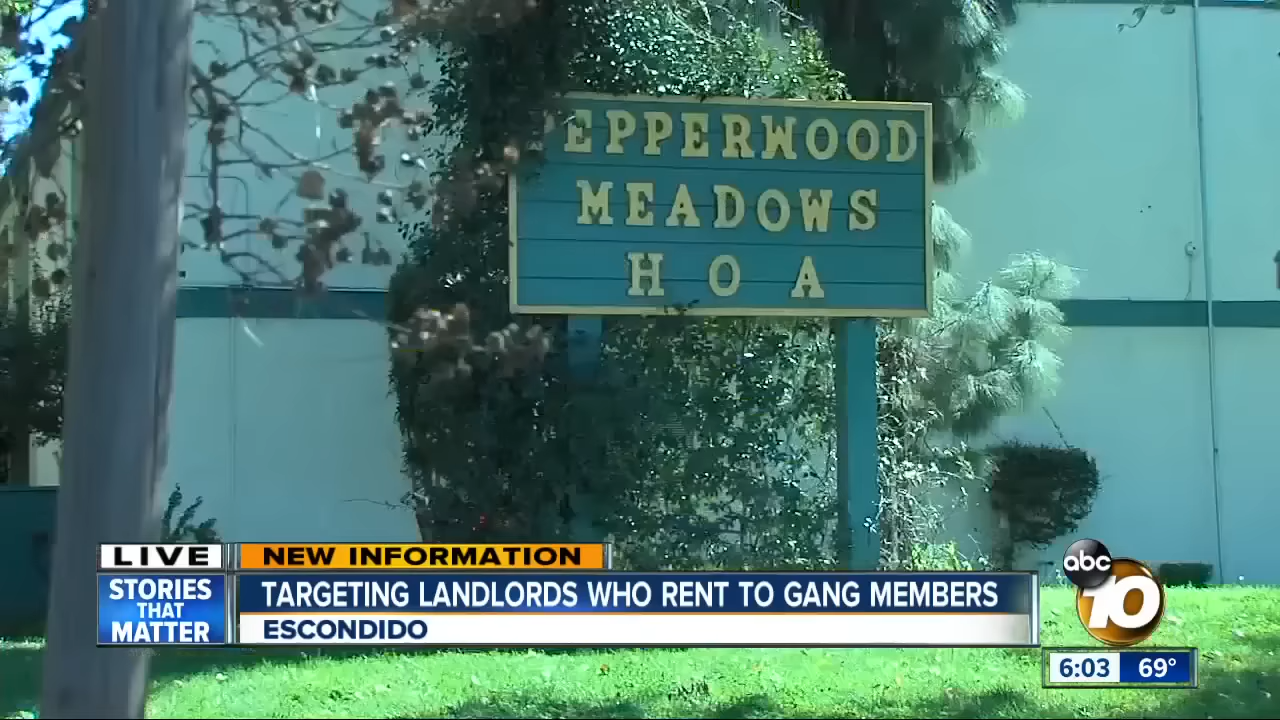 PEPPERWOOD
MEADOWS
H O A
LIVE
NEW INFORMATION
STORIES
THAT
MATTER
TARGETING LANDLORDS WHO RENT TO GANG MEMBERS
ESCONDIDO
abc
10
6:03
69°